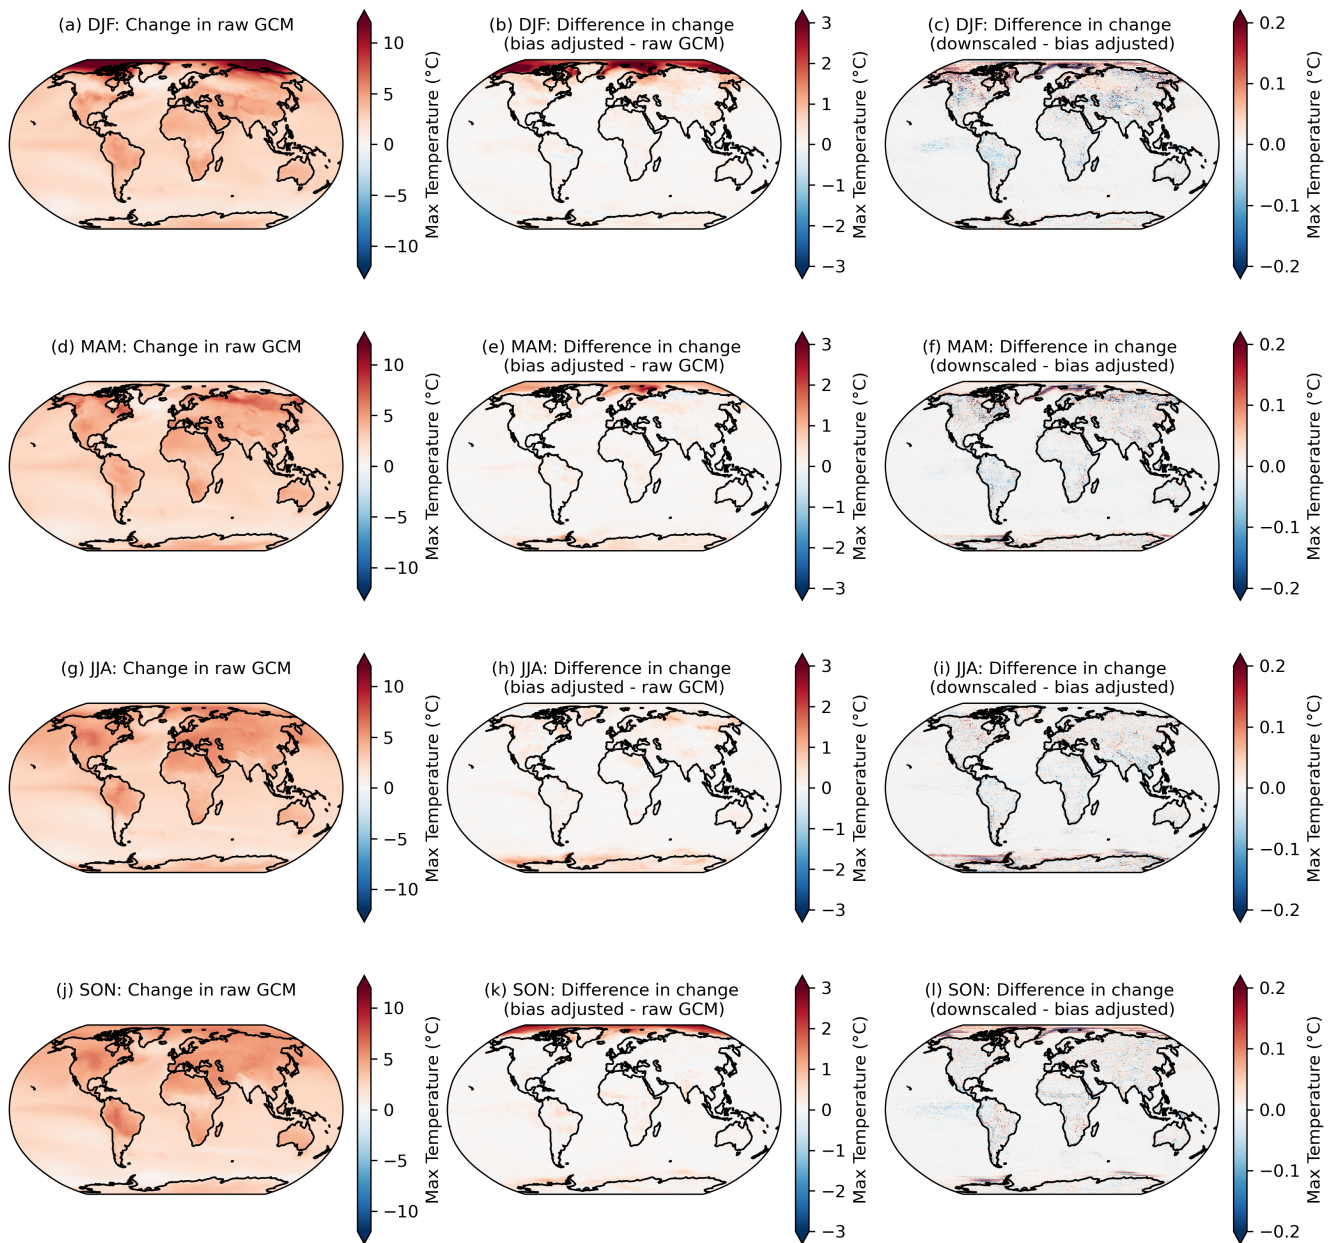 (a) DJF: Change in raw GCM
10
5
0
−5
−10
Max Temperature (°C)
(b) DJF: Difference in change
(bias adjusted - raw GCM)
3
2
1
0
−1
−2
−3
Max Temperature (°C)
(c) DJF: Difference in change
(downscaled - bias adjusted)
0.2
0.1
0.0
−0.1
−0.2
Max Temperature (°C)
(d) MAM: Change in raw GCM
10
5
0
−5
−10
Max Temperature (°C)
(e) MAM: Difference in change
(bias adjusted - raw GCM)
3
2
1
0
−1
−2
−3
Max Temperature (°C)
(f) MAM: Difference in change
(downscaled - bias adjusted)
0.2
0.1
0.0
−0.1
−0.2
Max Temperature (°C)
(g) JJA: Change in raw GCM
10
5
0
−5
−10
Max Temperature (°C)
(h) JJA: Difference in change
(bias adjusted - raw GCM)
3
2
1
0
−1
−2
−3
Max Temperature (°C)
(i) JJA: Difference in change
(downscaled - bias adjusted)
0.2
0.1
0.0
−0.1
−0.2
Max Temperature (°C)
(j) SON: Change in raw GCM
10
5
0
−5
−10
Max Temperature (°C)
(k) SON: Difference in change
(bias adjusted - raw GCM)
3
2
1
0
−1
−2
−3
Max Temperature (°C)
(l) SON: Difference in change
(downscaled - bias adjusted)
0.2
0.1
0.0
−0.1
−0.2
Max Temperature (°C)